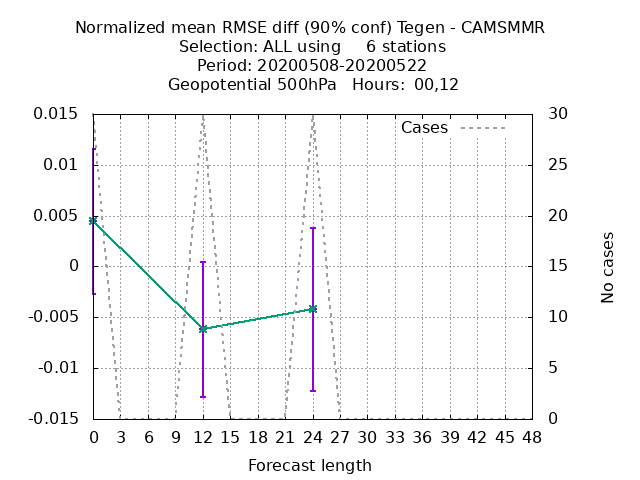 Normalized mean RMSE diff (90% conf) Tegen - CAMSMMR
Selection: ALL using     6 stations
Period: 20200508-20200522
Geopotential 500hPa   Hours: 00,12
Cases
0.015
0.01
0.005
0
-0.005
-0.01
-0.015
30
25
20
15
10
5
0
No cases
0 3 6 9 12 15 18 21 24 27 30 33 36 39 42 45 48
Forecast length